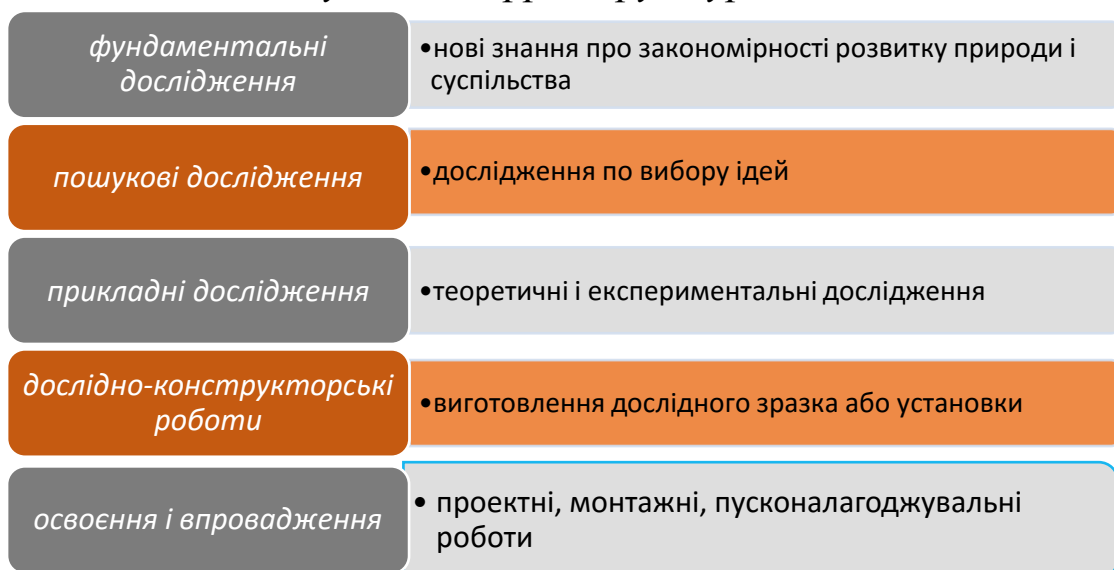 фундаментальні
дослідження
•нові знання про закономірності розвитку природи і
суспільства
пошукові дослідження
•дослідження по вибору ідей
прикладні дослідження
•теоретичні і експериментальні дослідження
дослідно-конструкторські
роботи
•виготовлення дослідного зразка або установки
освоєння і впровадження
• проектні, монтажні, пусконалагоджувальні
роботи